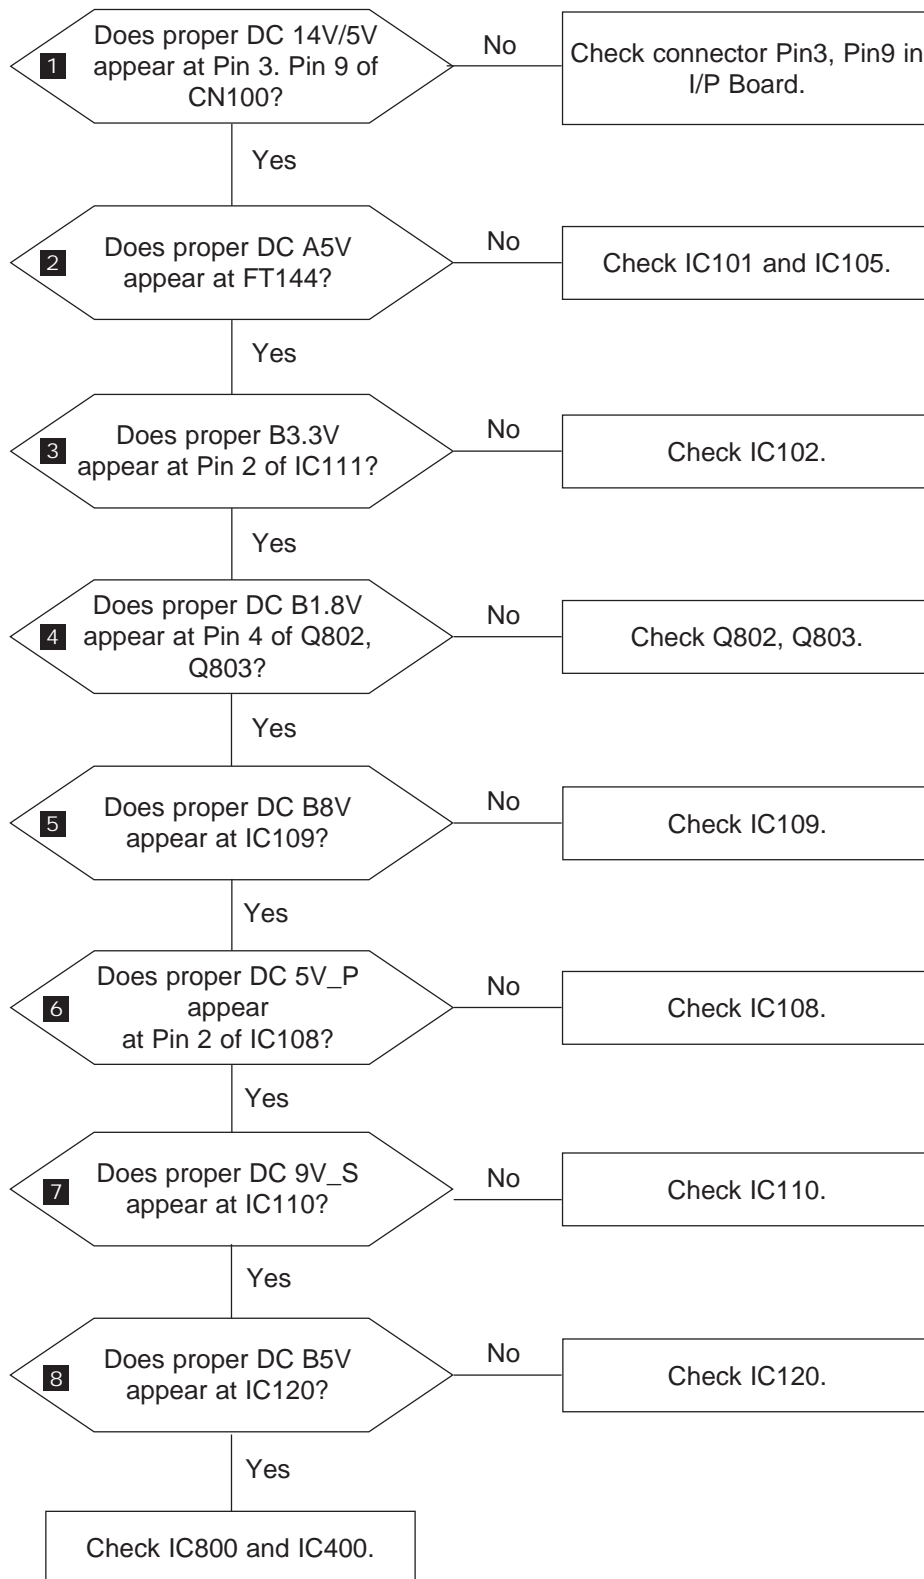 Does proper DC 14V/5V
1 appear at Pin 3. Pin 9 of
CN100?
No
Check connector Pin3, Pin9 in
I/P Board.
Yes
Does proper DC A5V
2
appear at FT144?
No
Check IC101 and IC105.
Yes
Does proper B3.3V
3
appear at Pin 2 of IC111?
No
Check IC102.
Yes
Does proper DC B1.8V
4 appear at Pin 4 of Q802,
Q803?
No
Check Q802, Q803.
Yes
Does proper DC B8V
5
appear at IC109?
No
Check IC109.
Yes
Does proper DC 5V_P
6 appear
at Pin 2 of IC108?
No
Check IC108.
Yes
Does proper DC 9V_S
7
appear at IC110?
No
Check IC110.
Yes
Does proper DC B5V
8
appear at IC120?
No
Check IC120.
Yes
Check IC800 and IC400.